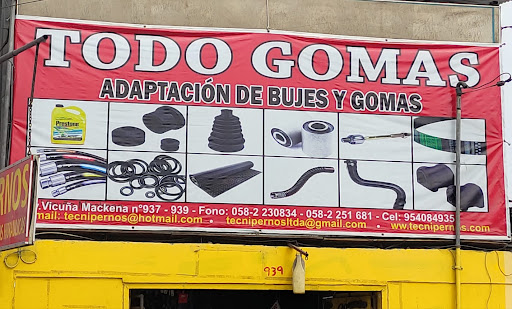 TODO GOMAS
ADAPTACIÓN DE BUJES Y GOMAS
Prestone
.Vicuña Mackena n°937 - 939 - Fono: 058-2 230834 - 058-2 251 681 - Cel: 954084935
mail: tecnipernos@hotmail.com - tecnipernosltda@gmail.com - www.tecnipernos.com
RNOS
939